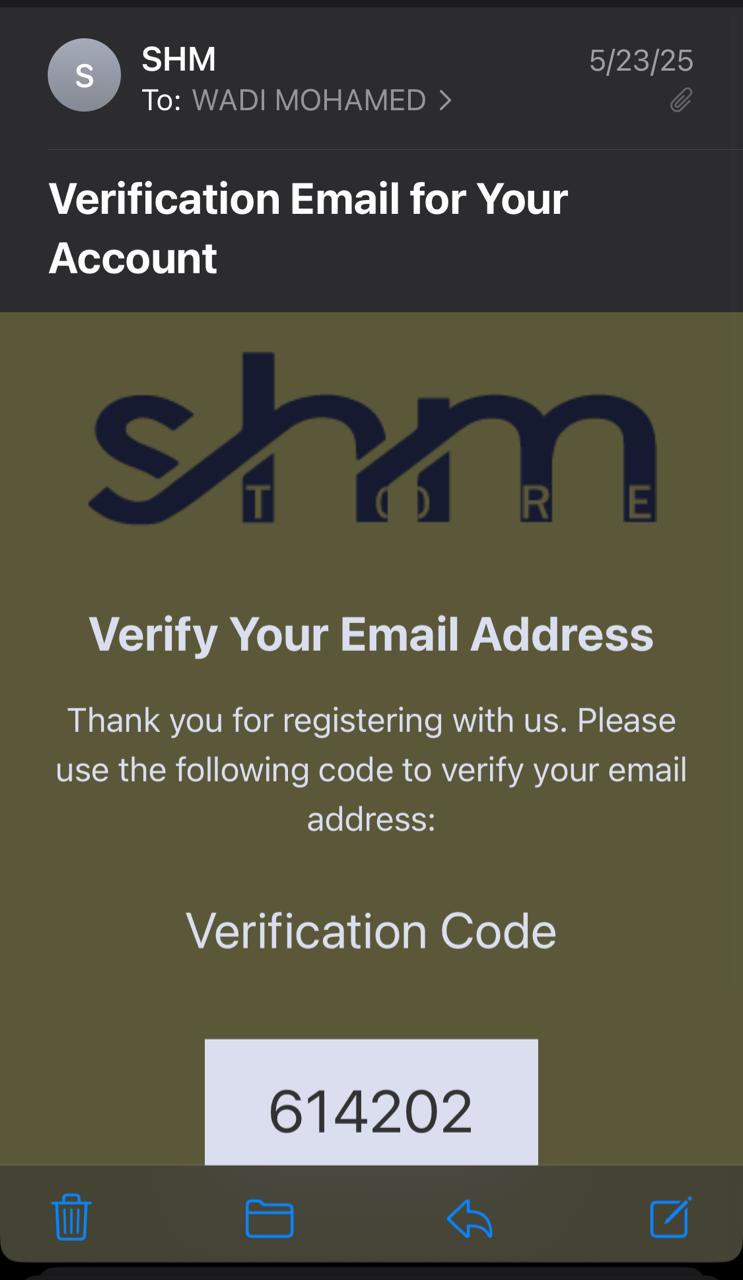 S
SHM
5/23/25
To: WADI MOHAMED
Verification Email for Your
Account
shm
STORE
Verify Your Email Address
Thank you for registering with us. Please
use the following code to verify your email
address:
Verification Code
614202